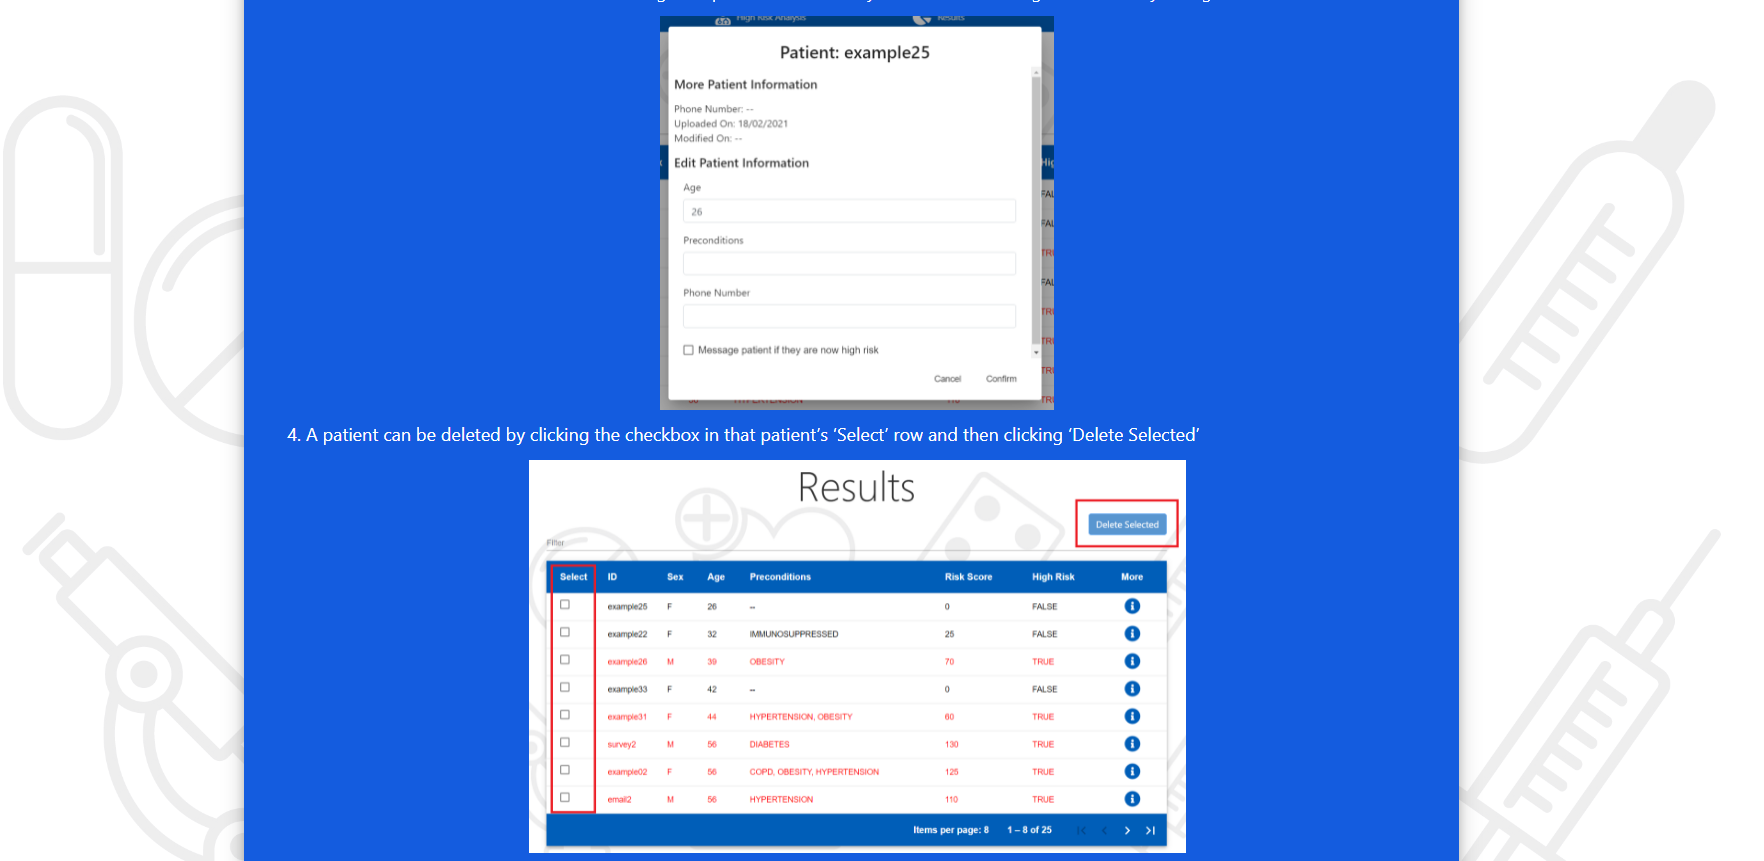 High Risk Analysis Results
Patient: example25
More Patient Information
Phone Number: --
Uploaded On: 18/02/2021
Modified On: --
Edit Patient Information
Age
26
Preconditions
Phone Number
Message patient if they are now high risk
Cancel Confirm
4. A patient can be deleted by clicking the checkbox in that patient’s ‘Select’ row and then clicking ‘Delete Selected’
Results
Delete Selected
Filter
Select ID Sex Age Preconditions Risk Score High Risk More
example25 F 26 -- 0 FALSE
example22 F 32 IMMUNOSUPPRESSED 25 FALSE
example26 M 39 OBESITY 70 TRUE
example33 F 42 -- 0 FALSE
example31 F 44 HYPERTENSION, OBESITY 60 TRUE
survey2 M 56 DIABETES 130 TRUE
example02 F 56 COPD, OBESITY, HYPERTENSION 125 TRUE
email2 M 56 HYPERTENSION 110 TRUE
Items per page: 8 1 – 8 of 25